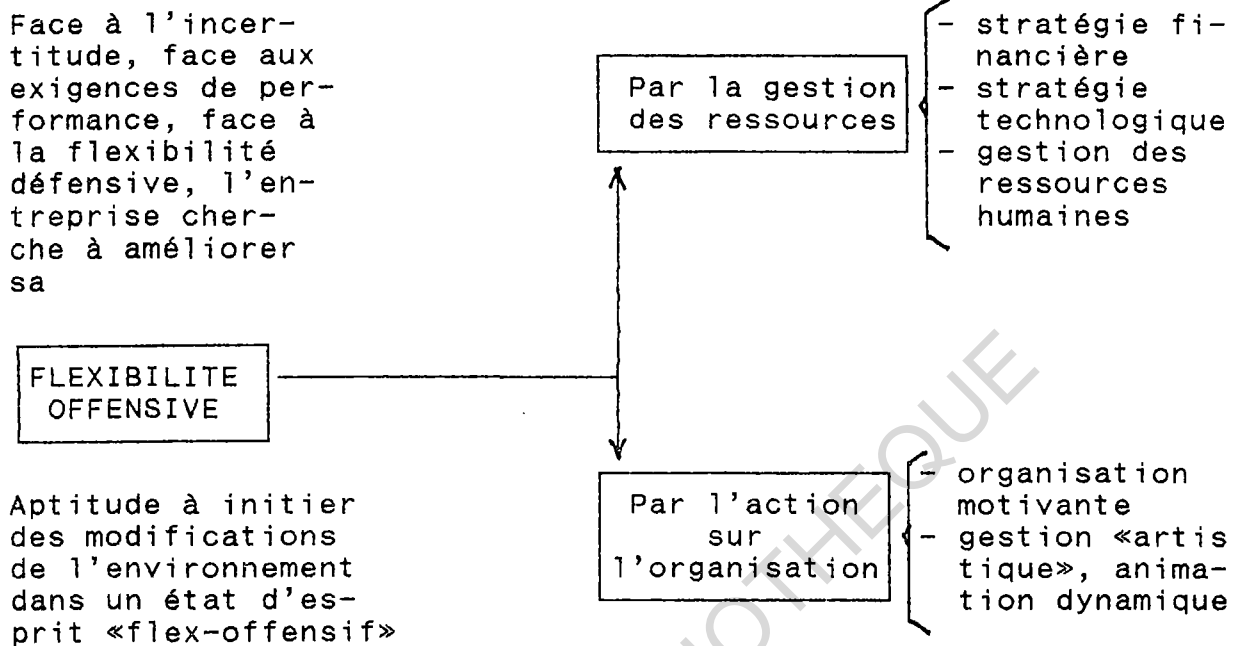 Face à l'incer-
titude, face aux
exigences de per-
formance, face à
la flexibilité
défensive, l'en-
treprise cher-
che à améliorer
sa
FLEXIBILITE
OFFENSIVE
Aptitude à initier
des modifications
de l'environnement
dans un état d'es-
prit «flex-offensif»
Par la gestion
des ressources
- stratégie fi-
nancière
- stratégie
technologique
- gestion des
ressources
humaines
Par l'action
sur
l'organisation
- organisation
motivante
- gestion «artis
tique», anima-
tion dynamique